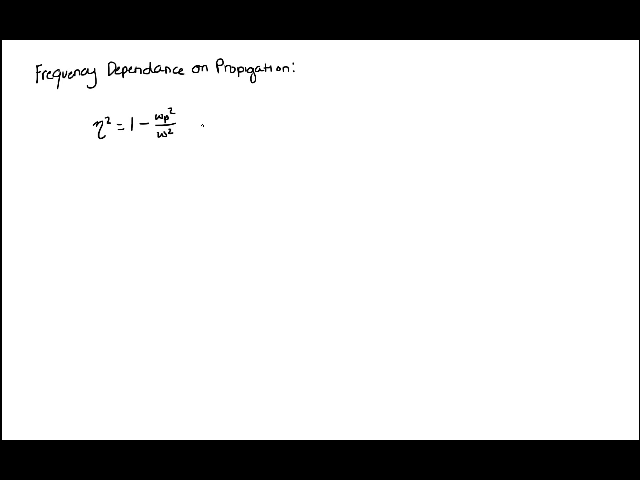 Frequency Dependance on Propigation:
η² = 1 - ωp²/ω²